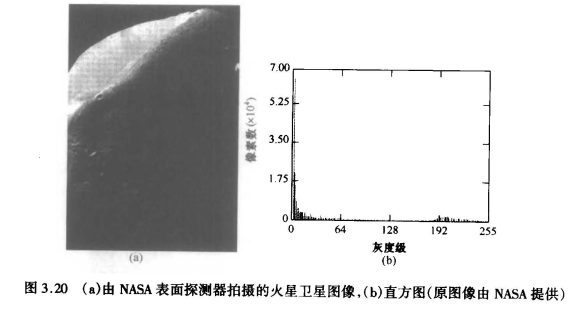 7.00
5.25
3.50
1.75
0
像素数(×10⁴)
0 64 128 192 255
灰度级
(a)
(b)
图 3.20 (a)由 NASA 表面探测器拍摄的火星卫星图像,(b)直方图(原图像由 NASA 提供)